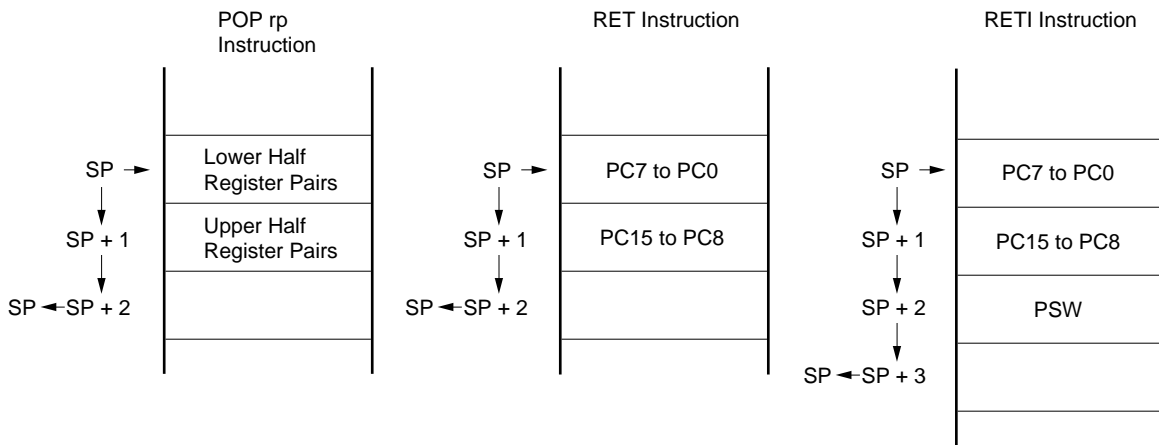 POP rp
Instruction
SP
SP + 1
SP
SP + 2
Lower Half
Register Pairs
Upper Half
Register Pairs
RET Instruction
SP
SP + 1
SP
SP + 2
PC7 to PC0
PC15 to PC8
RETI Instruction
SP
SP + 1
SP + 2
SP
SP + 3
PC7 to PC0
PC15 to PC8
PSW